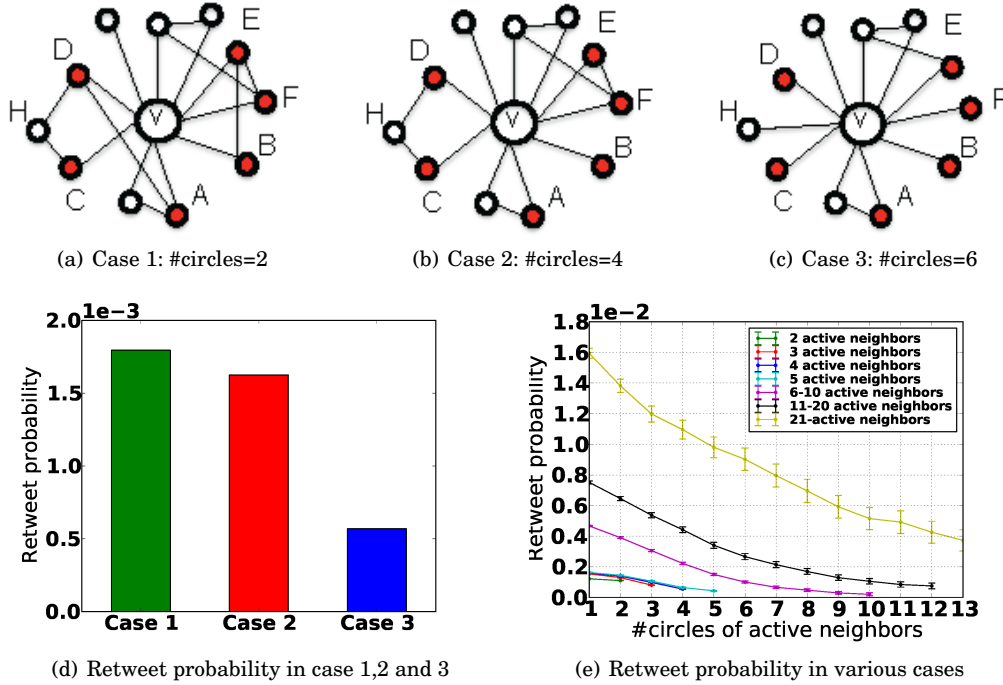 E
D
F
H
V
B
C
A
(a) Case 1: #circles=2
E
D
F
H
V
B
C
A
(b) Case 2: #circles=4
E
D
F
H
V
B
C
A
(c) Case 3: #circles=6
1e−3
2.0
1.5
1.0
0.5
0.0
Retweet probability
Case 1 Case 2 Case 3
(d) Retweet probability in case 1,2 and 3
1e−2
1.8
1.6
1.4
1.2
1.0
0.8
0.6
0.4
0.2
0.0
Retweet probability
2 active neighbors
3 active neighbors
4 active neighbors
5 active neighbors
6-10 active neighbors
11-20 active neighbors
21-active neighbors
1 2 3 4 5 6 7 8 9 10 11 12 13
#circles of active neighbors
(e) Retweet probability in various cases